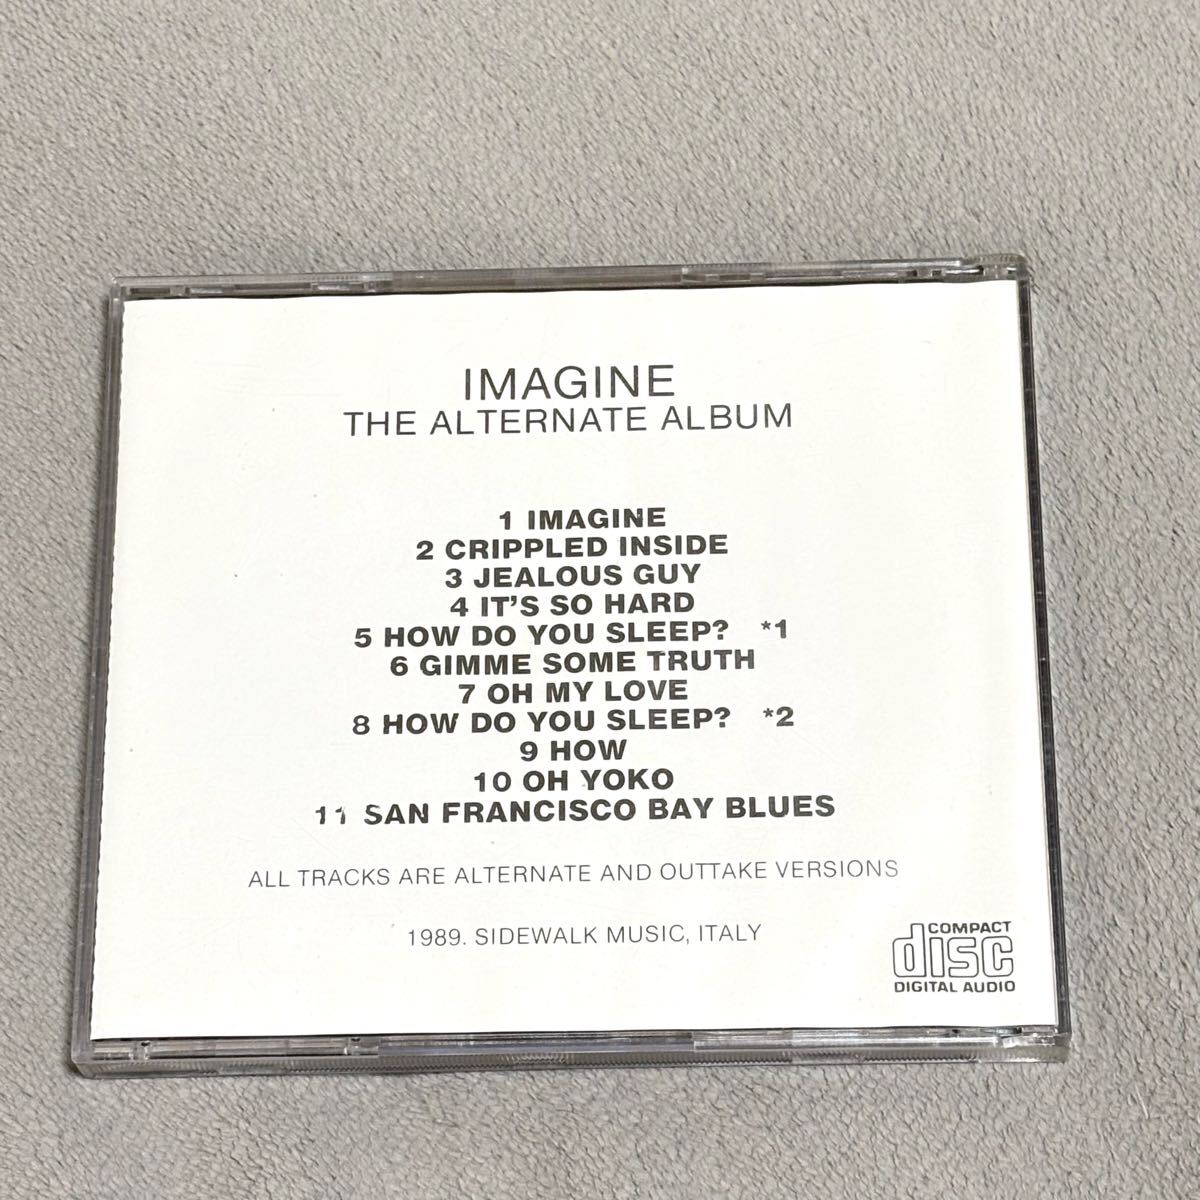 IMAGINE
THE ALTERNATE ALBUM
1 IMAGINE
2 CRIPPLED INSIDE
3 JEALOUS GUY
4 IT'S SO HARD
5 HOW DO YOU SLEEP? *1
6 GIMME SOME TRUTH
7 OH MY LOVE
8 HOW DO YOU SLEEP? *2
9 HOW
10 OH YOKO
11 SAN FRANCISCO BAY BLUES
ALL TRACKS ARE ALTERNATE AND OUTTAKE VERSIONS
1989. SIDEWALK MUSIC, ITALY
COMPACT
disc
DIGITAL AUDIO